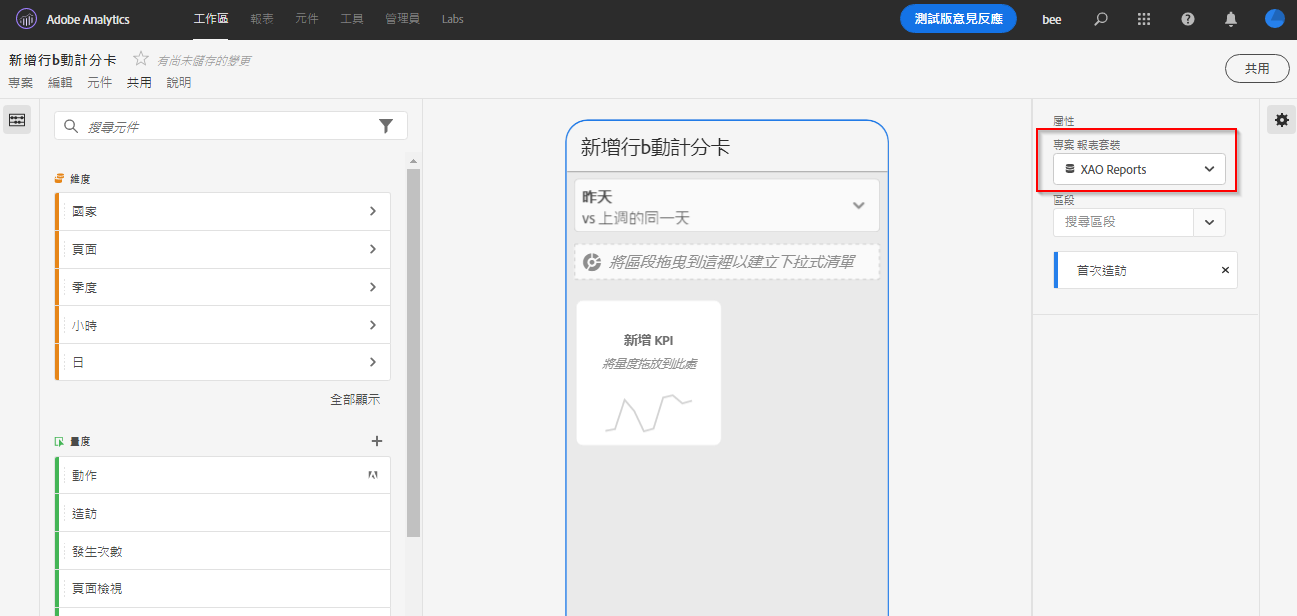 Adobe Analytics
工作區 報表 元件 工具 管理員 Labs
測試版意見反應
bee
新增行b動計分卡
有尚未儲存的變更
專案 編輯 元件 共用 說明
共用
搜尋元件
維度
國家
頁面
季度
小時
日
全部顯示
量度
動作
造訪
發生次數
頁面檢視
新增行b動計分卡
昨天
vs 上週的同一天
將區段拖曳到這裡以建立下拉式清單
新增 KPI
將量度拖放到此處
屬性
專案 報表套裝
XAO Reports
區段
搜尋區段
首次造訪